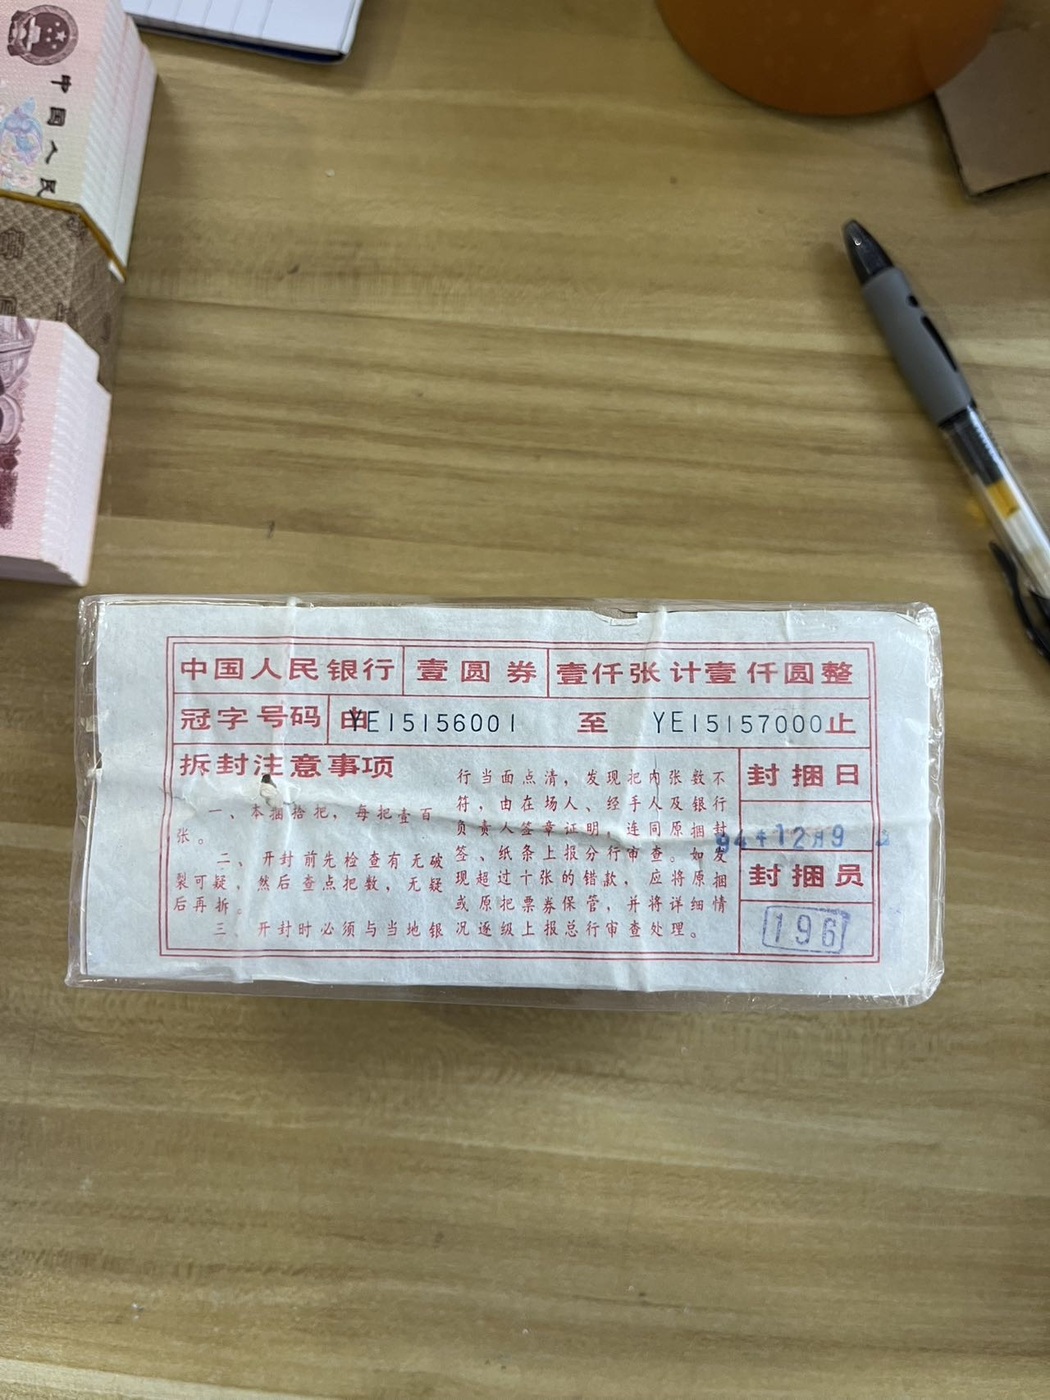 中国人民
中国人民银行 壹圆券 壹仟张计壹仟圆整
冠字号码 由YE15156001 至 YE15157000止
拆封注意事项
一、本捆拾把，每把壹百
张。
二、开封前先检查有无破
裂可疑，然后查点把数，无疑
后再拆。
三、开封时必须与当地银
行当面点清，发现把内张数不
符，由在场人、经手人及银行
负责人签章证明，连同原捆封
签、纸条上报分行审查。如发
现超过十张的错款，应将原捆
或原把票券保管，并将详细情
况逐级上报总行审查处理。
封捆日
94年12月9日
封捆员
196